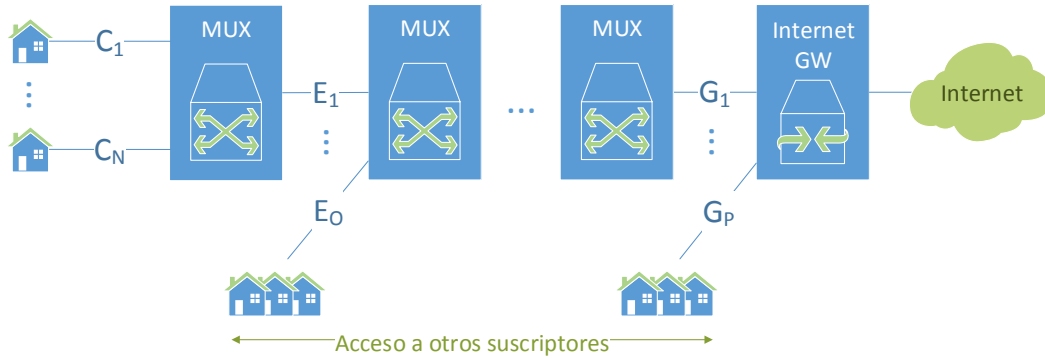 MUX
MUX
MUX
Internet
GW
C1
E1
...
G1
Internet
CN
EO
GP
Acceso a otros suscriptores